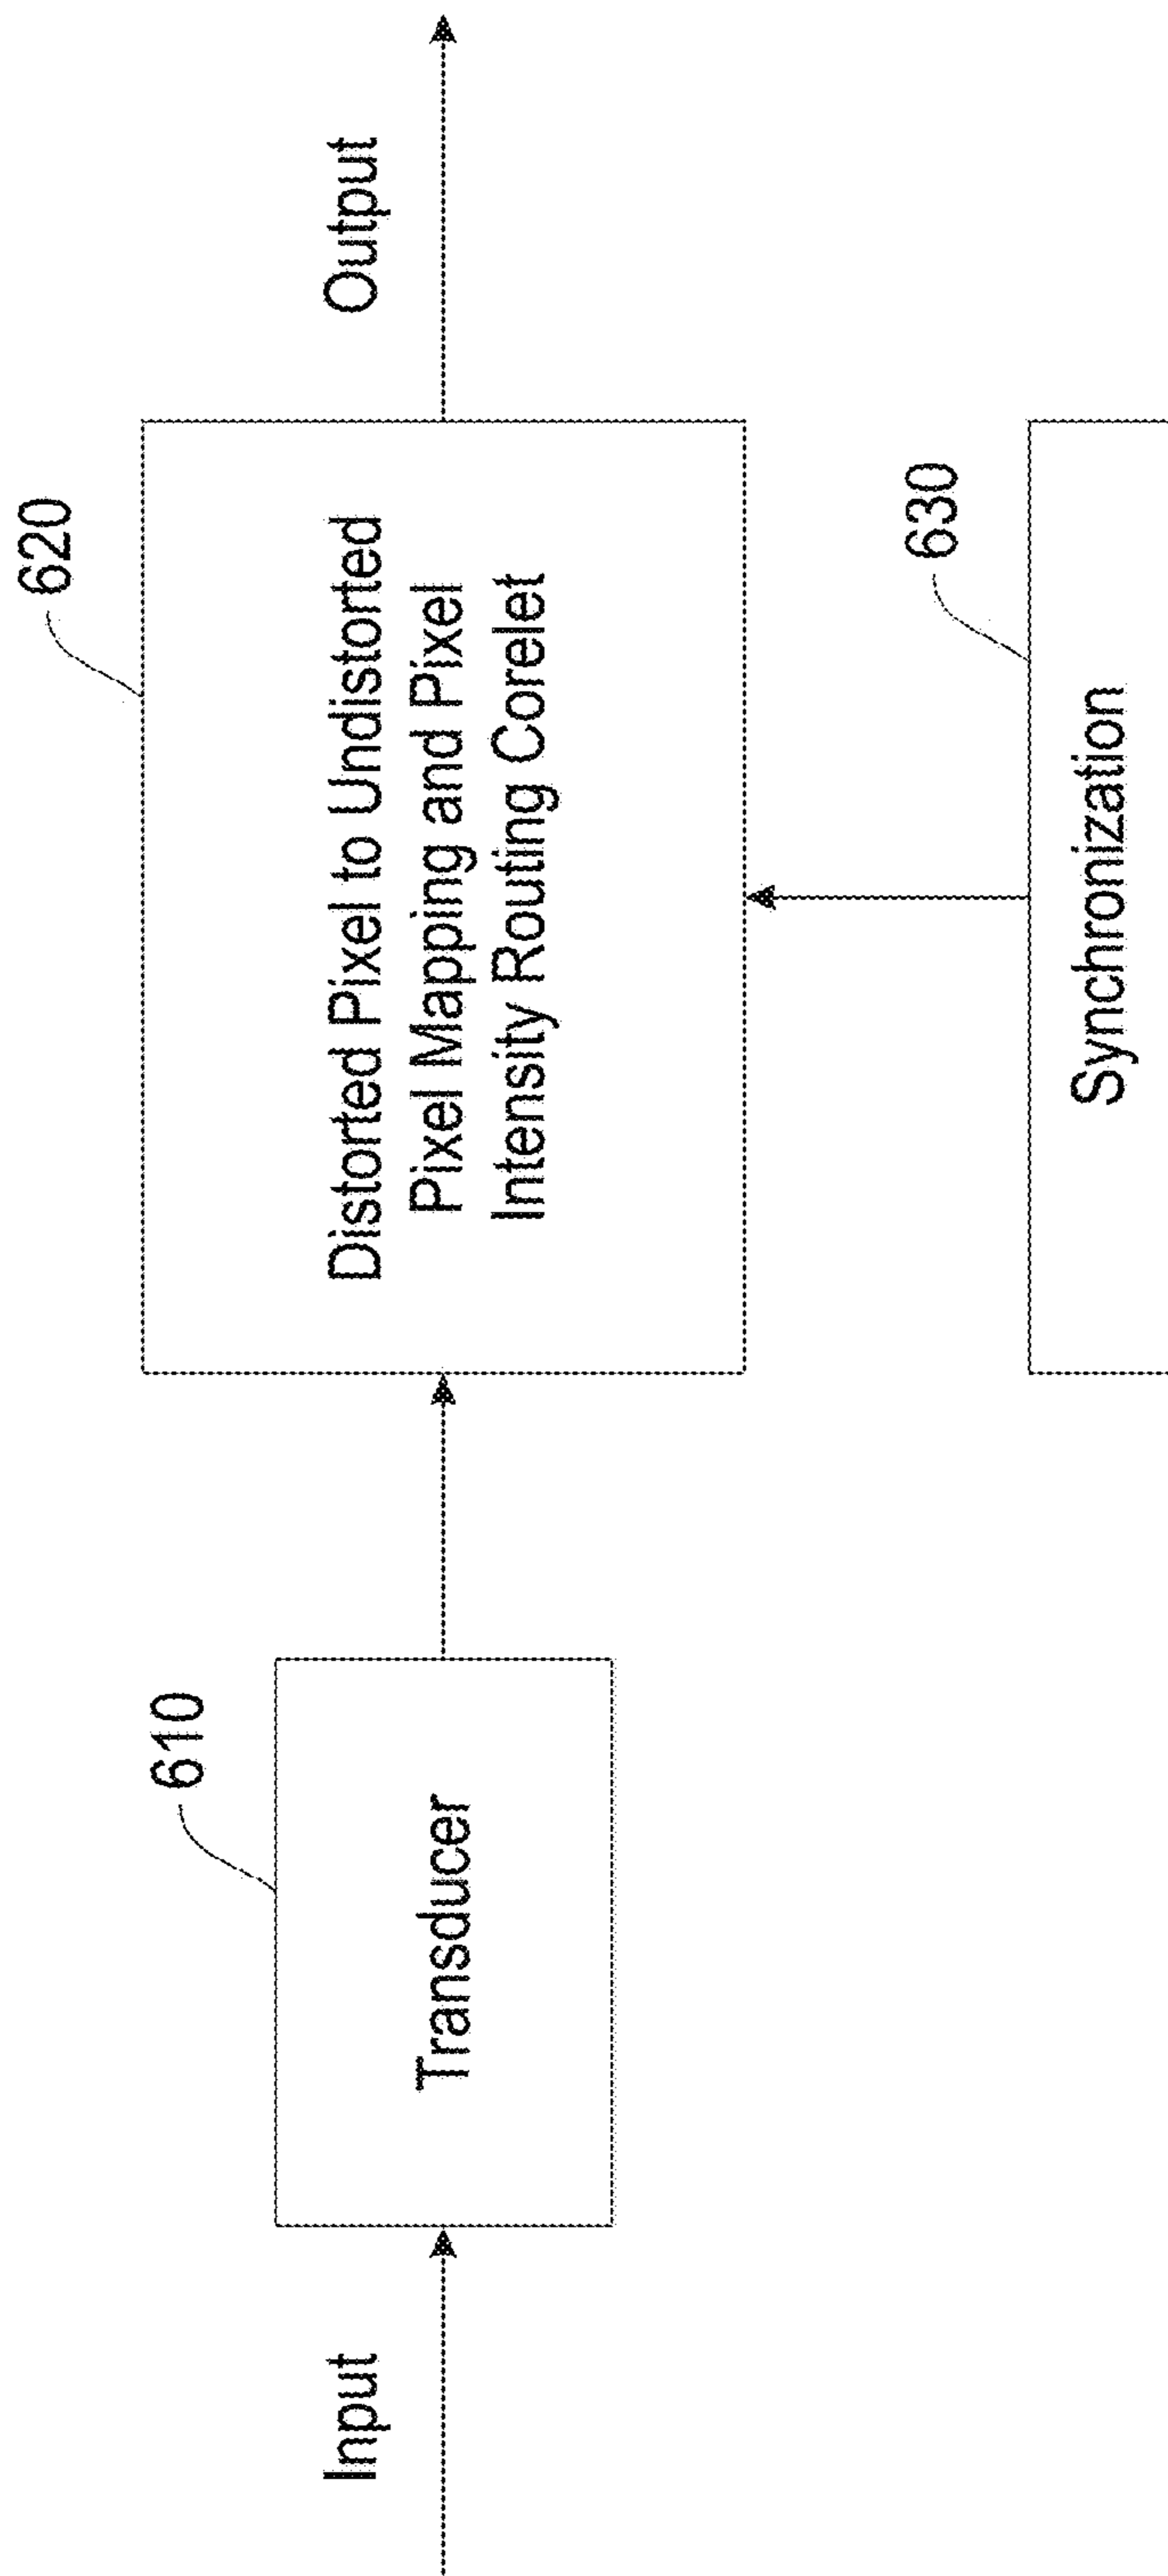 Input
610
Transducer
620
Distorted Pixel to Undistorted
Pixel Mapping and Pixel
Intensity Routing Corelet
Output
630
Synchronization